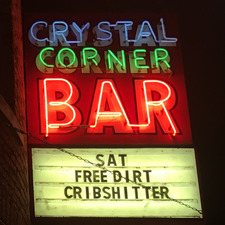 CRYSTAL
CORNER
BAR
SAT
FREE DIRT
CRIBSHITTER